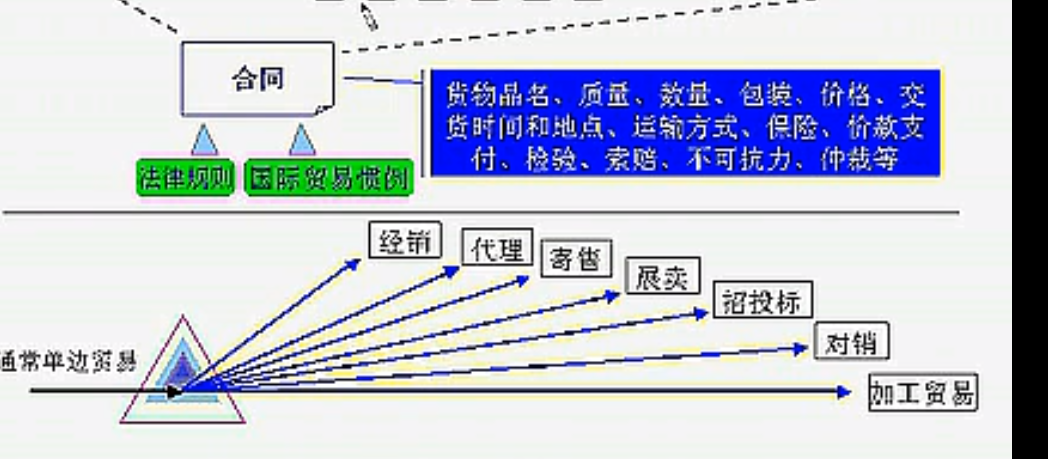 合同
货物品名、质量、数量、包装、价格、交
货时间和地点、运输方式、保险、价款支
付、检验、索赔、不可抗力、仲裁等
法律规则
国际贸易惯例
经销
代理
寄售
展卖
招投标
对销
通常单边贸易
加工贸易